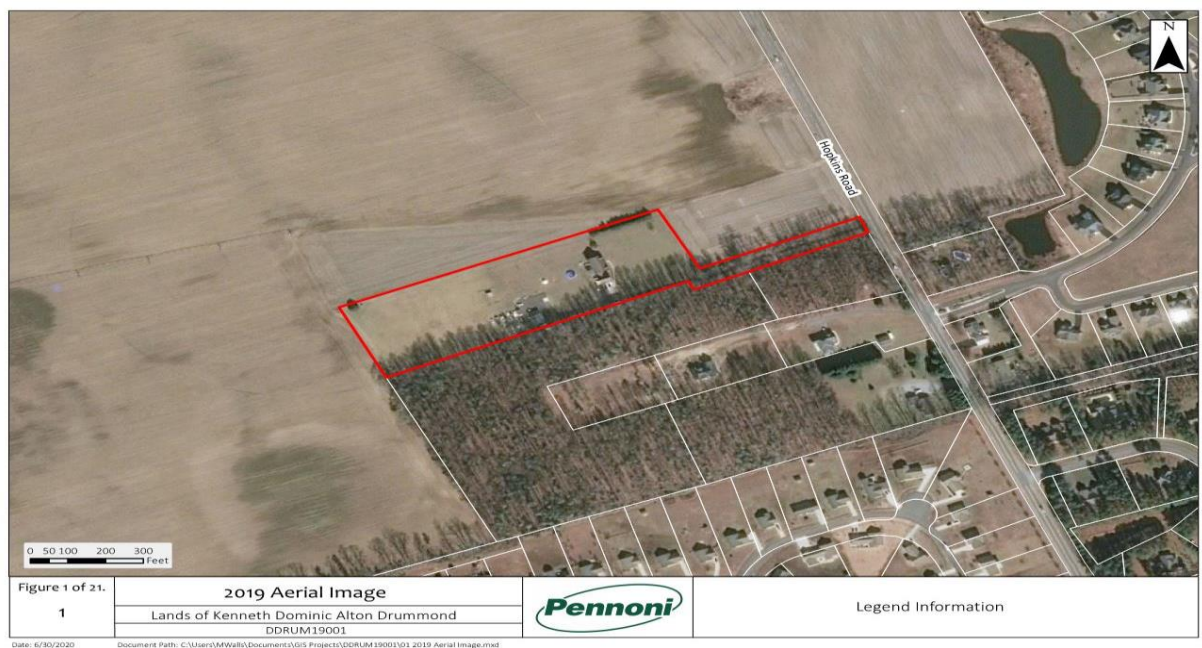 N
Hopkins Road
0 50 100 200 300
Feet
Figure 1 of 21.
1
2019 Aerial Image
Lands of Kenneth Dominic Alton Drummond
DDRUM19001
Pennoni
Legend Information
Date: 6/30/2020
Document Path: C:\Users\MWalls\Documents\GIS Projects\DDRUM19001\01 2019 Aerial Image.mxd